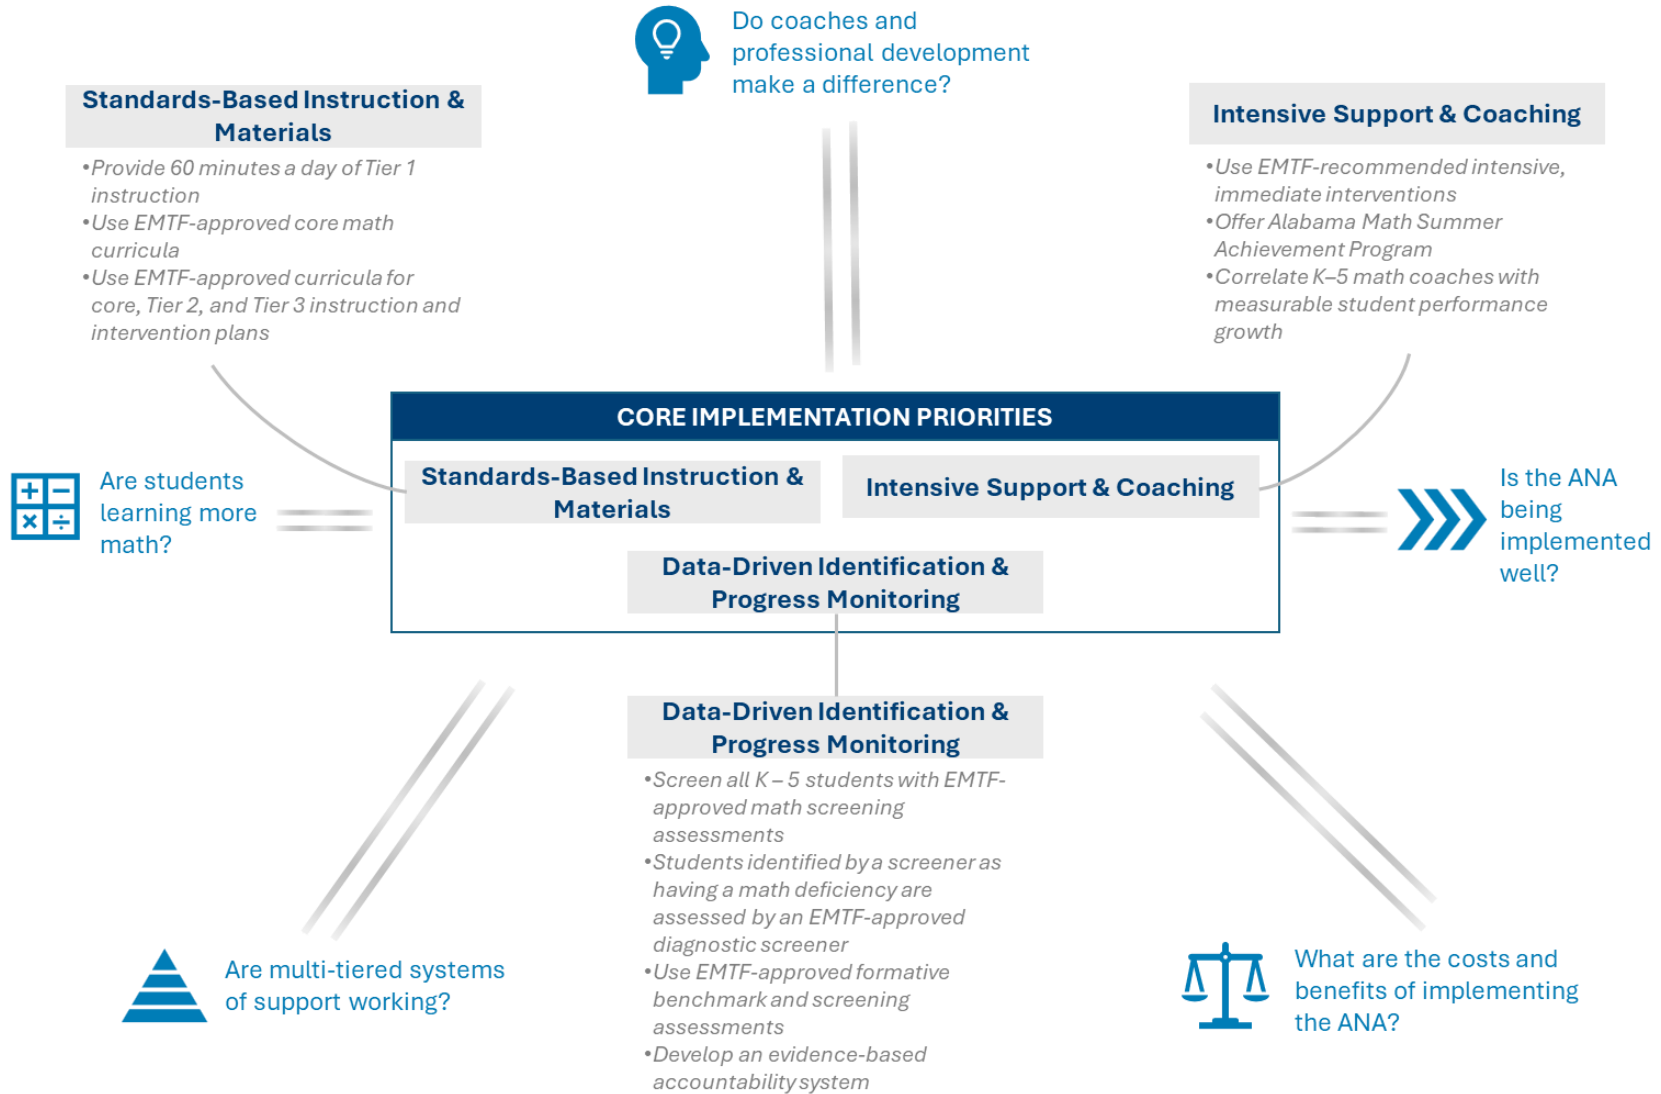 Do coaches and
professional development
make a difference?
Standards-Based Instruction &
Materials
•Provide 60 minutes a day of Tier 1
instruction
•Use EMTF-approved core math
curricula
•Use EMTF-approved curricula for
core, Tier 2, and Tier 3 instruction and
intervention plans
Intensive Support & Coaching
•Use EMTF-recommended intensive,
immediate interventions
•Offer Alabama Math Summer
Achievement Program
•Correlate K–5 math coaches with
measurable student performance
growth
CORE IMPLEMENTATION PRIORITIES
Standards-Based Instruction &
Materials
Intensive Support & Coaching
Data-Driven Identification &
Progress Monitoring
Are students
learning more
math?
Is the ANA
being
implemented
well?
Data-Driven Identification &
Progress Monitoring
•Screen all K – 5 students with EMTF-
approved math screening
assessments
•Students identified by a screener as
having a math deficiency are
assessed by an EMTF-approved
diagnostic screener
•Use EMTF-approved formative
benchmark and screening
assessments
•Develop an evidence-based
accountability system
Are multi-tiered systems
of support working?
What are the costs and
benefits of implementing
the ANA?